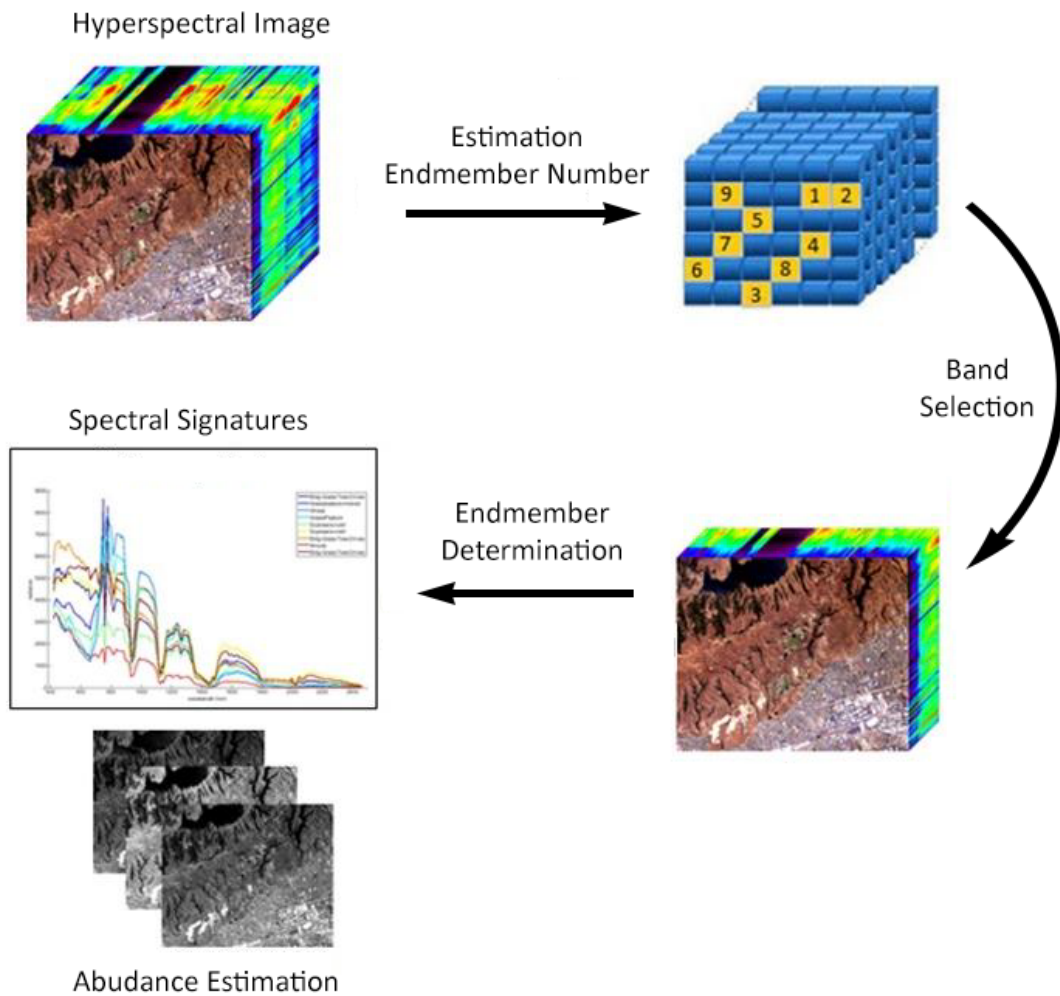 Hyperspectral Image
Estimation
Endmember Number
9 1 2
5
7 4
6 8
3
Band
Selection
Spectral Signatures
Endmember
Determination
Abudance Estimation